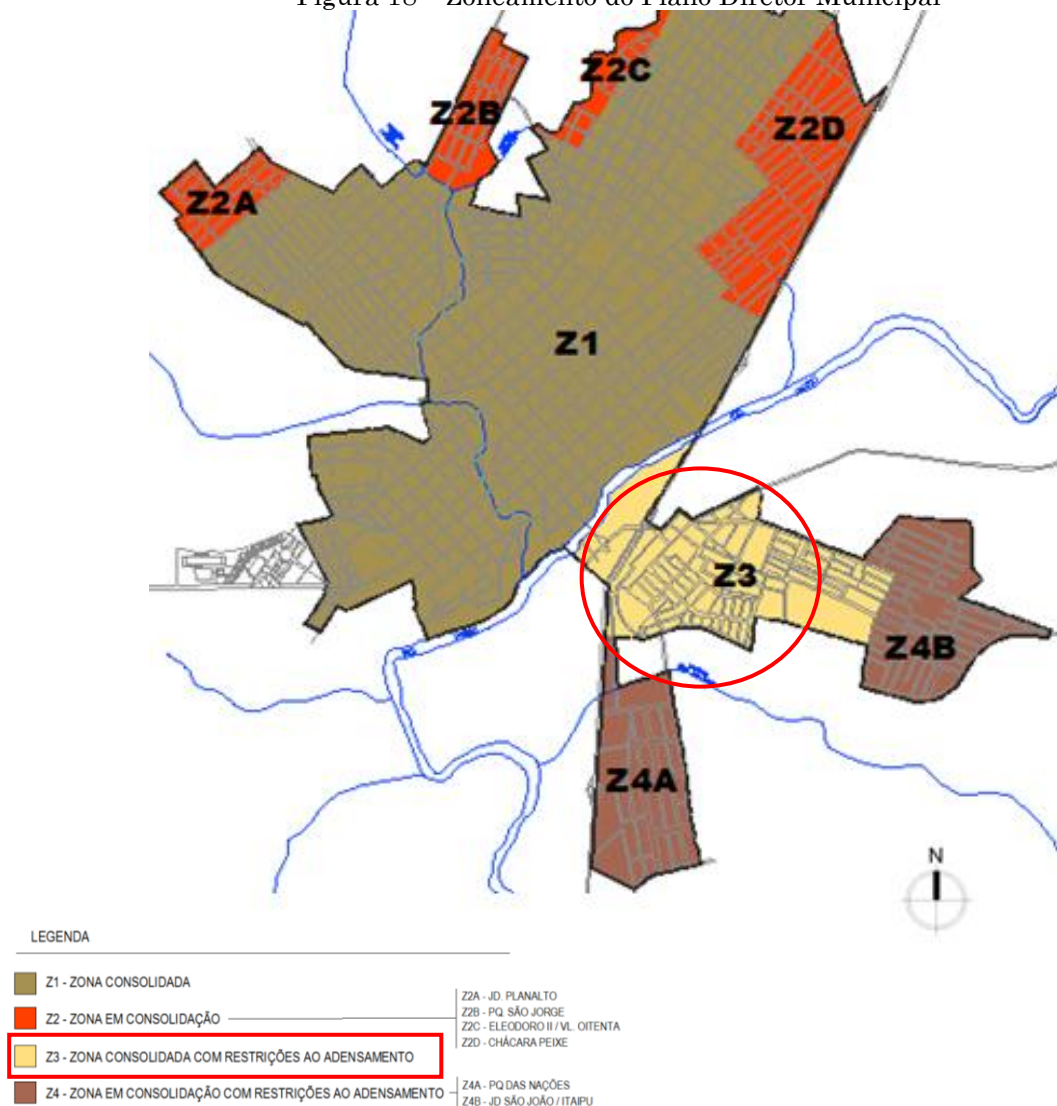 Figura 18 - Zoneamento do Plano Diretor Municipal
Z2C
Z2B
Z2D
Z2A
Z1
Z3
Z4B
Z4A
N
LEGENDA
Z1 - ZONA CONSOLIDADA
Z2 - ZONA EM CONSOLIDAÇÃO
Z2A - JD. PLANALTO
Z2B - PQ. SÃO JORGE
Z2C - ELEODORO II / VL. OITENTA
Z2D - CHÁCARA PEIXE
Z3 - ZONA CONSOLIDADA COM RESTRIÇÕES AO ADENSAMENTO
Z4 - ZONA EM CONSOLIDAÇÃO COM RESTRIÇÕES AO ADENSAMENTO
Z4A - PQ DAS NAÇÕES
Z4B - JD SÃO JOÃO / ITAIPU